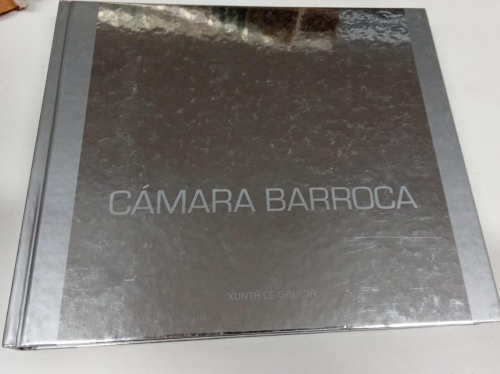 CÁMARA BARROCA
XUNTA DE GALICIA